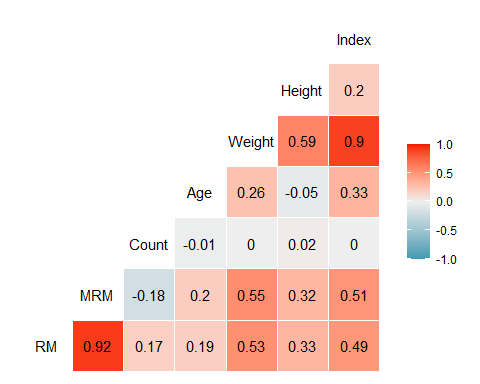 Index
Height 0.2
Weight 0.59 0.9
Age 0.26 -0.05 0.33
Count -0.01 0 0.02 0
MRM -0.18 0.2 0.55 0.32 0.51
RM 0.92 0.17 0.19 0.53 0.33 0.49
1.0
0.5
0.0
-0.5
-1.0